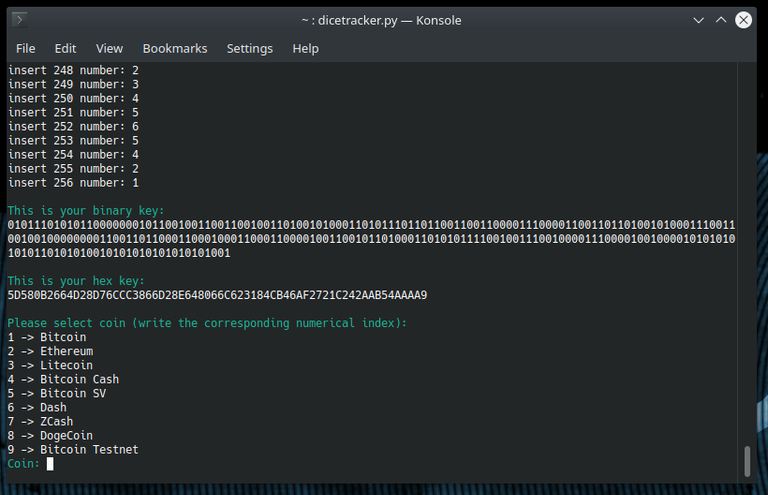 ~ : dicetracker.py — Konsole
File Edit View Bookmarks Settings Help
insert 248 number: 2
insert 249 number: 3
insert 250 number: 4
insert 251 number: 5
insert 252 number: 6
insert 253 number: 5
insert 254 number: 4
insert 255 number: 2
insert 256 number: 1
This is your binary key:
This is your hex key:
5D580B2664D28D76CCC3866D28E648066C623184CB46AF2721C242AAB54AAAA9
Please select coin (write the corresponding numerical index):
1 -> Bitcoin
2 -> Ethereum
3 -> Litecoin
4 -> Bitcoin Cash
5 -> Bitcoin SV
6 -> Dash
7 -> ZCash
8 -> DogeCoin
9 -> Bitcoin Testnet
Coin: